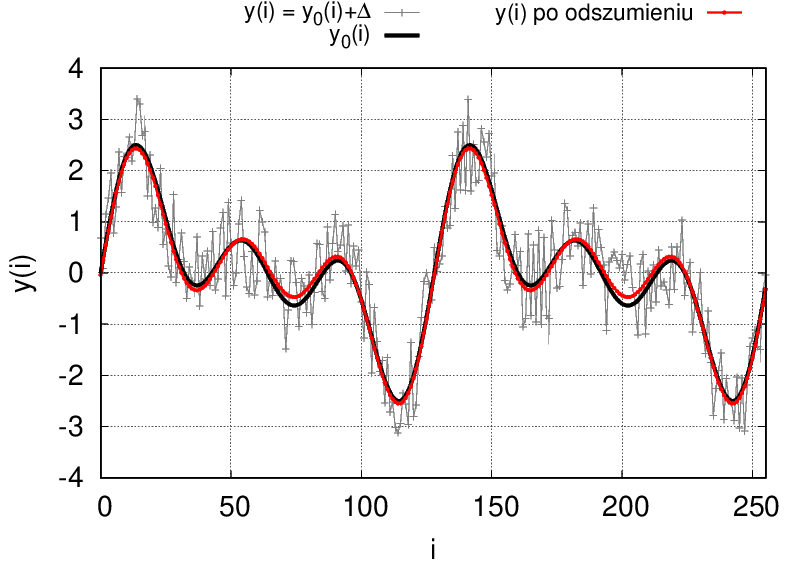 y(i) = y₀(i)+Δ
y₀(i)
y(i) po odszumieniu
4
3
2
1
0
-1
-2
-3
-4
y(i)
0 50 100 150 200 250
i